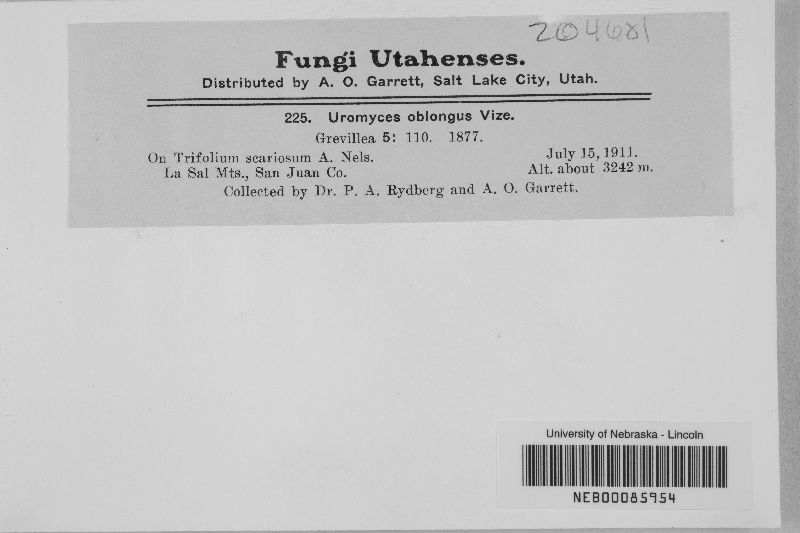 204681
Fungi Utahenses.
Distributed by A. O. Garrett, Salt Lake City, Utah.
225. Uromyces oblongus Vize.
Grevillea 5: 110. 1877.
On Trifolium scariosum A. Nels. July 15, 1911.
La Sal Mts., San Juan Co. Alt. about 3242 m.
Collected by Dr. P. A. Rydberg and A. O. Garrett.
University of Nebraska - Lincoln
NEB00085954